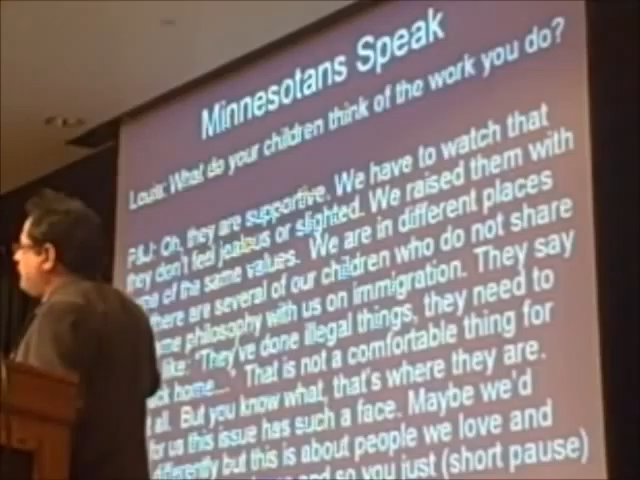 Minnesotans Speak
Louis: What do your children think of the work you do?
P&J: Oh, they are supportive. We have to watch that
they don't feel jealous or slighted. We raised them with
of the same values. We are in different places
there are several of our children who do not share
philosophy with us on immigration. They say
like: "They've done illegal things, they need to
home..." That is not a comfortable thing for
all. But you know what, that's where they are.
for us this issue has such a face. Maybe we'd
differently but this is about people we love and
and so you just (short pause)